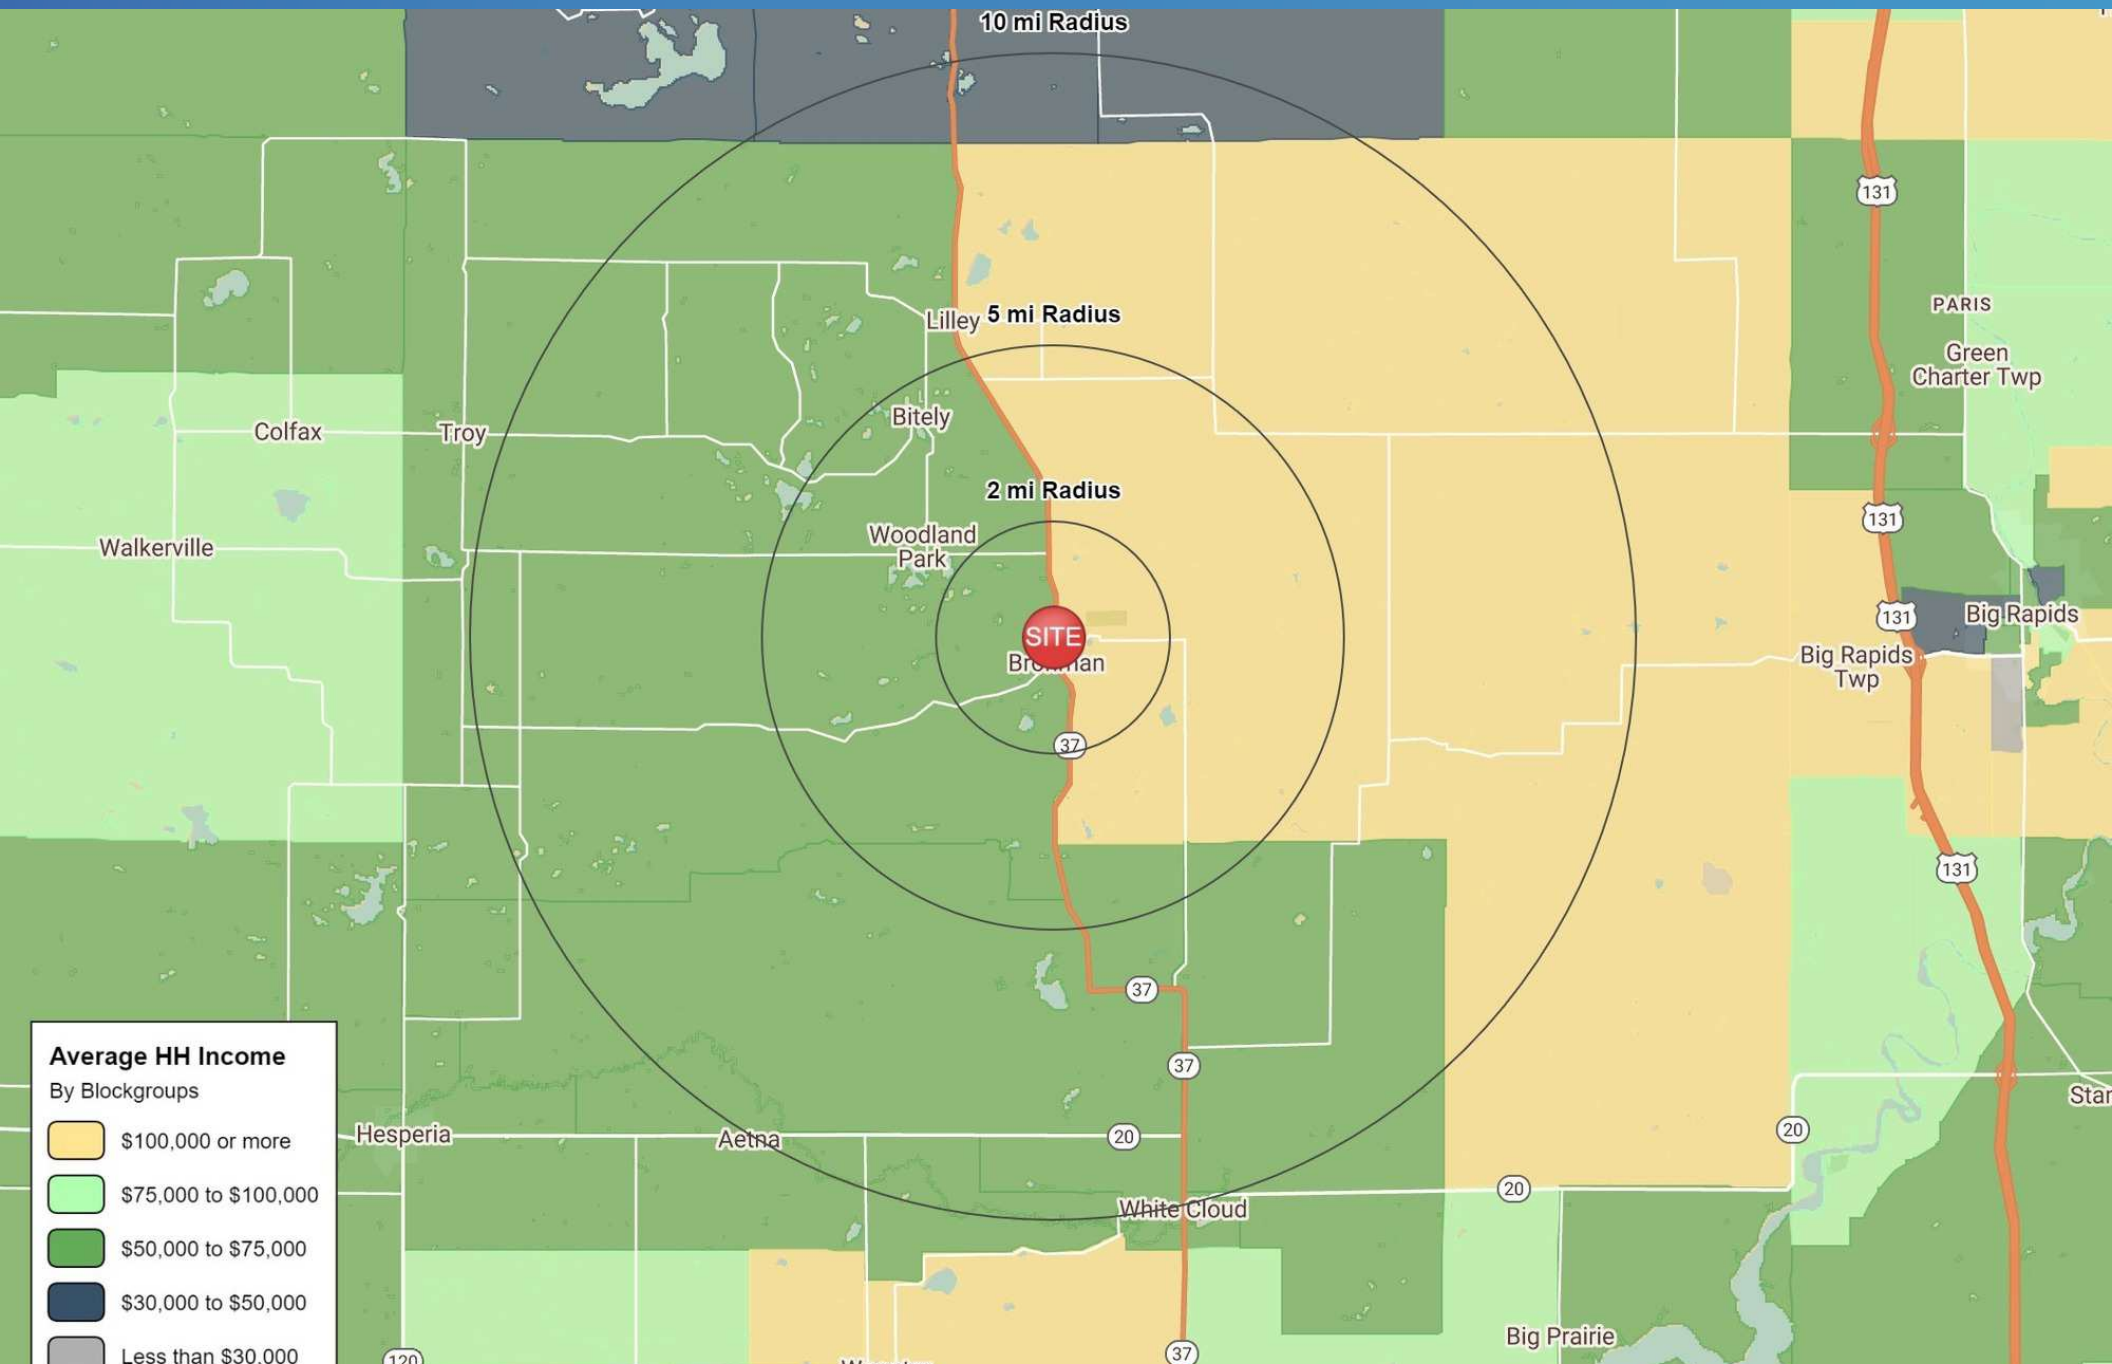 10 mi Radius
131
PARIS
Lilley
5 mi Radius
Green
Charter Twp
Bitely
Colfax
Troy
2 mi Radius
131
Woodland
Park
Walkerville
131
Big Rapids
SITE
Big Rapids
Twp
37
131
37
Average HH Income
37
By Blockgroups
Star
$100,000 or more
Hesperia
Aetna
20
20
$75,000 to $100,000
20
White Cloud
$50,000 to $75,000
$30,000 to $50,000
Big Prairie
Less than $30,000
120
37